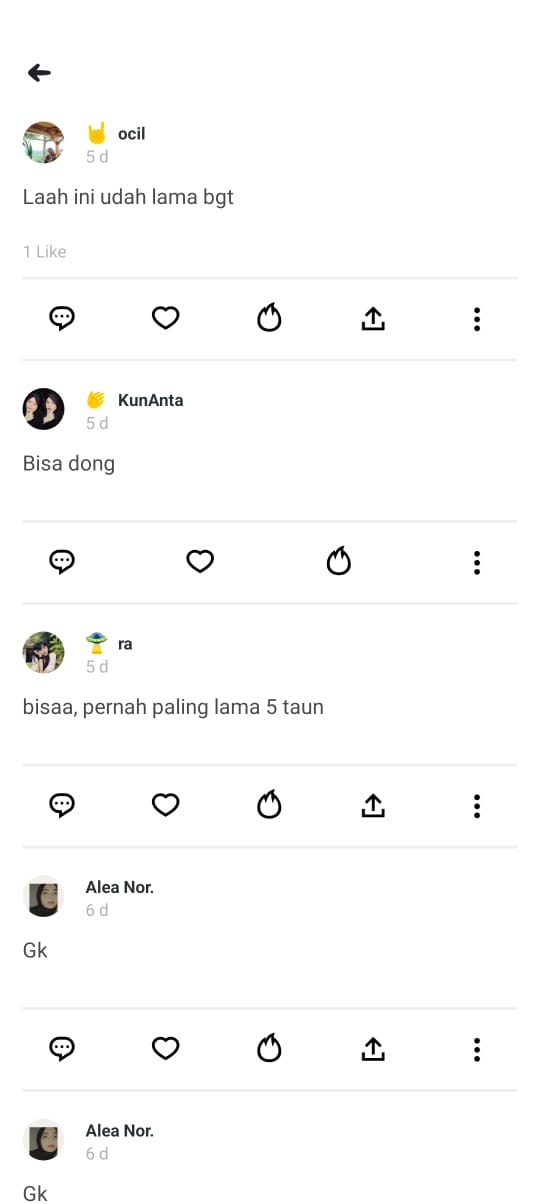 ocil
5 d
Laah ini udah lama bgt
1 Like
KunAnta
5 d
Bisa dong
ra
5 d
bisaa, pernah paling lama 5 taun
Alea Nor.
6 d
Gk
Alea Nor.
6 d
Gk